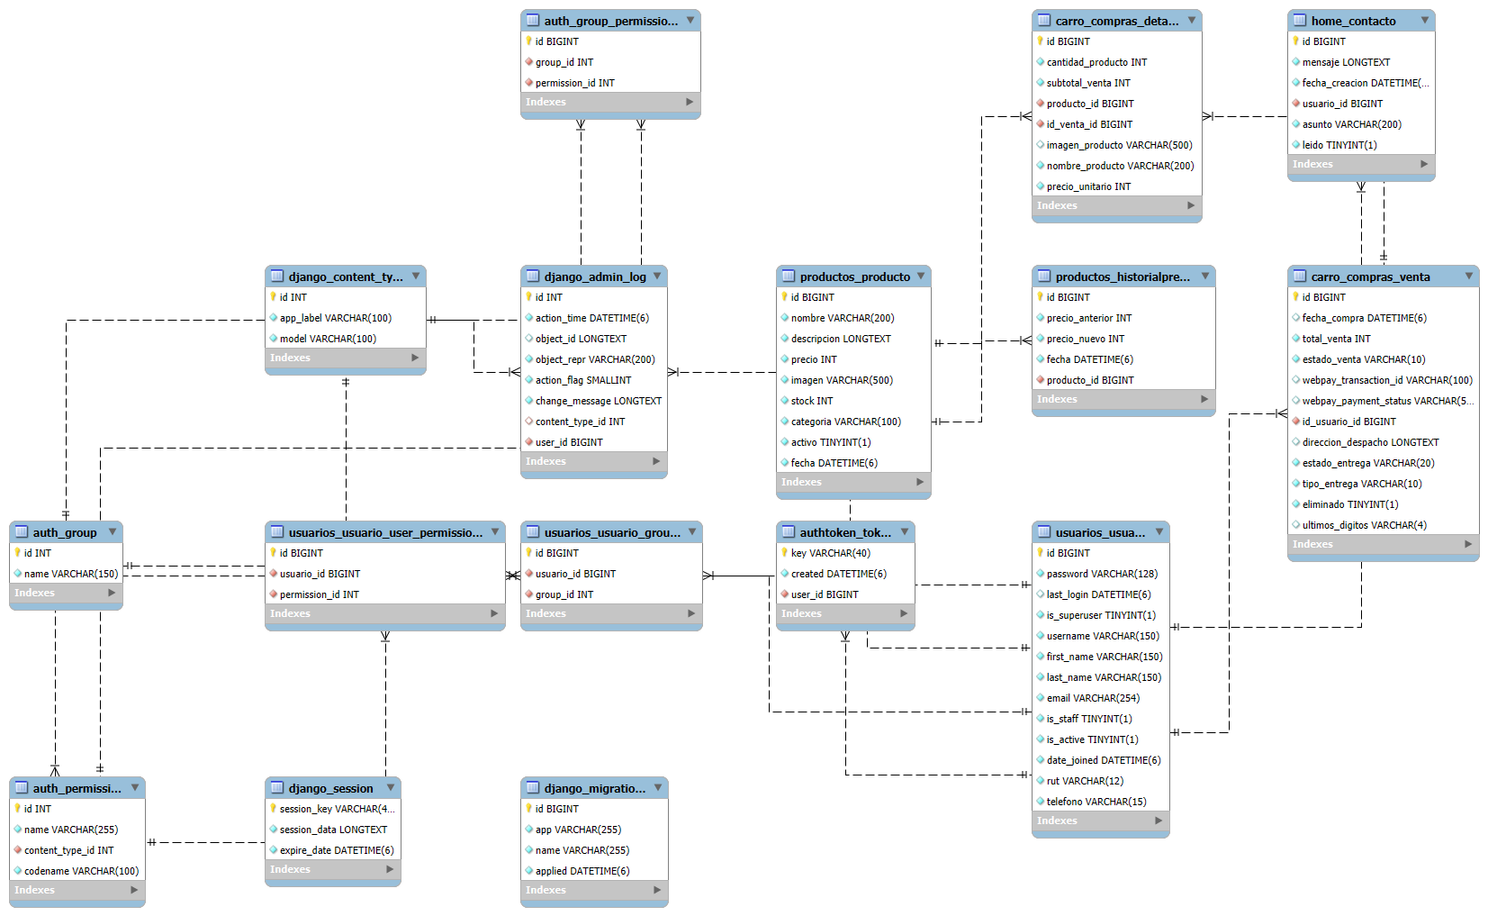 auth_group_permissio...
id BIGINT
group_id INT
permission_id INT
Indexes
carro_compras_deta...
id BIGINT
cantidad_producto INT
subtotal_venta INT
producto_id BIGINT
id_venta_id BIGINT
imagen_producto VARCHAR(500)
nombre_producto VARCHAR(200)
precio_unitario INT
Indexes
home_contacto
id BIGINT
mensaje LONGTEXT
fecha_creacion DATETIME(...
usuario_id BIGINT
asunto VARCHAR(200)
leido TINYINT(1)
Indexes
django_content_ty...
id INT
app_label VARCHAR(100)
model VARCHAR(100)
Indexes
django_admin_log
id INT
action_time DATETIME(6)
object_id LONGTEXT
object_repr VARCHAR(200)
action_flag SMALLINT
change_message LONGTEXT
content_type_id INT
user_id BIGINT
Indexes
productos_producto
id BIGINT
nombre VARCHAR(200)
descripcion LONGTEXT
precio INT
imagen VARCHAR(500)
stock INT
categoria VARCHAR(100)
activo TINYINT(1)
fecha DATETIME(6)
Indexes
productos_historialpre...
id BIGINT
precio_anterior INT
precio_nuevo INT
fecha DATETIME(6)
producto_id BIGINT
Indexes
carro_compras_venta
id BIGINT
fecha_compra DATETIME(6)
total_venta INT
estado_venta VARCHAR(10)
webpay_transaction_id VARCHAR(100)
webpay_payment_status VARCHAR(5...
id_usuario_id BIGINT
direccion_despacho LONGTEXT
estado_entrega VARCHAR(20)
tipo_entrega VARCHAR(10)
eliminado TINYINT(1)
ultimos_digitos VARCHAR(4)
Indexes
auth_group
id INT
name VARCHAR(150)
Indexes
usuarios_usuario_user_permissio...
id BIGINT
usuario_id BIGINT
permission_id INT
Indexes
usuarios_usuario_grou...
id BIGINT
usuario_id BIGINT
group_id INT
Indexes
authtoken_tok...
key VARCHAR(40)
created DATETIME(6)
user_id BIGINT
Indexes
usuarios_usua...
id BIGINT
password VARCHAR(128)
last_login DATETIME(6)
is_superuser TINYINT(1)
username VARCHAR(150)
first_name VARCHAR(150)
last_name VARCHAR(150)
email VARCHAR(254)
is_staff TINYINT(1)
is_active TINYINT(1)
date_joined DATETIME(6)
rut VARCHAR(12)
telefono VARCHAR(15)
Indexes
auth_permissi...
id INT
name VARCHAR(255)
content_type_id INT
codename VARCHAR(100)
Indexes
django_session
session_key VARCHAR(4...
session_data LONGTEXT
expire_date DATETIME(6)
Indexes
django_migratio...
id BIGINT
app VARCHAR(255)
name VARCHAR(255)
applied DATETIME(6)
Indexes